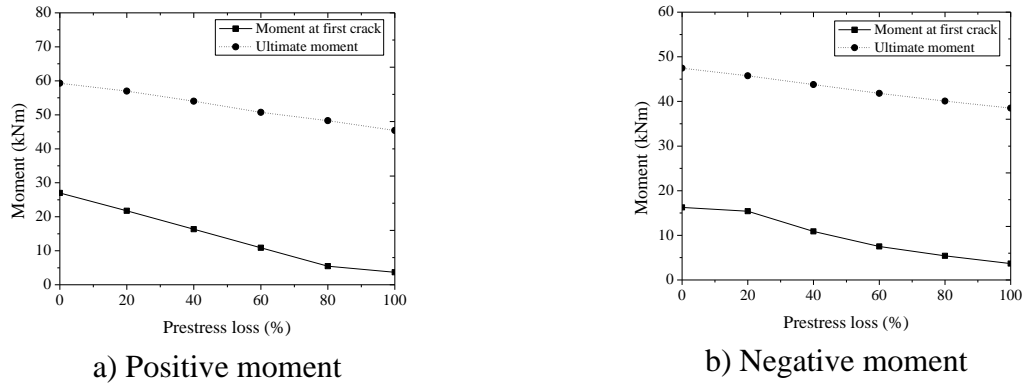 80
70
60
50
40
30
20
10
0
Moment (kNm)
Moment at first crack
Ultimate moment
0 20 40 60 80 100
Prestress loss (%)
a) Positive moment
60
50
40
30
20
10
0
Moment (kNm)
Moment at first crack
Ultimate moment
0 20 40 60 80 100
Prestress loss (%)
b) Negative moment